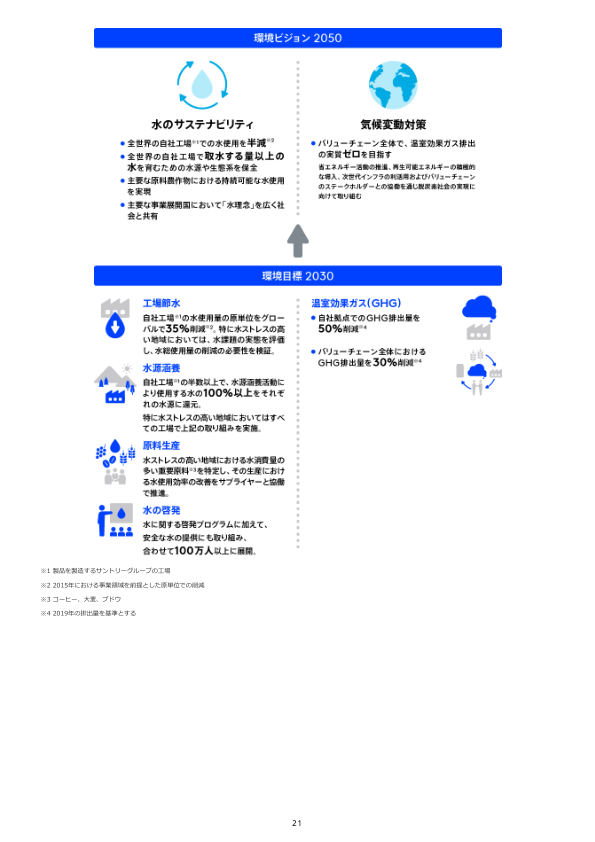 環境ビジョン 2050
水のサステナビリティ
● 全世界の自社工場※1での水使用を半減※2
● 全世界の自社工場で取水する量以上の
水を育むための水源や生態系を保全
● 主要な原料農作物における持続可能な水使用
を実現
● 主要な事業展開国において「水理念」を広く社
会と共有
気候変動対策
● バリューチェーン全体で、温室効果ガス排出
の実質ゼロを目指す
省エネルギー活動の推進、再生可能エネルギーの積極的
な導入、次世代インフラの利活用およびバリューチェーン
のステークホルダーとの協働を通じ脱炭素社会の実現に
向けて取り組む
環境目標 2030
工場節水
自社工場※1の水使用量の原単位をグロー
バルで35%削減※2。特に水ストレスの高
い地域においては、水課題の実態を評価
し、水総使用量の削減の必要性を検証。
水源涵養
自社工場※1の半数以上で、水源涵養活動に
より使用する水の100%以上をそれぞ
れの水源に還元。
特に水ストレスの高い地域においてはすべ
ての工場で上記の取り組みを実施。
原料生産
水ストレスの高い地域における水消費量の
多い重要原料※3を特定し、その生産におけ
る水使用効率の改善をサプライヤーと協働
で推進。
水の啓発
水に関する啓発プログラムに加えて、
安全な水の提供にも取り組み、
合わせて100万人以上に展開。
温室効果ガス(GHG)
● 自社拠点でのGHG排出量を
50%削減※4
● バリューチェーン全体における
GHG排出量を30%削減※4
※1 製品を製造するサントリーグループの工場
※2 2015年における事業領域を前提とした原単位での削減
※3 コーヒー、大麦、ブドウ
※4 2019年の排出量を基準とする
21